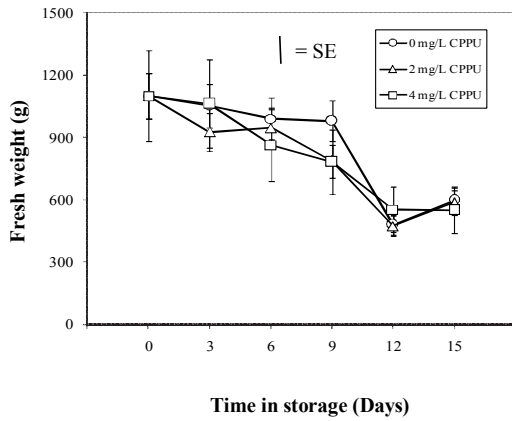 1500
1200
900
600
300
0
Fresh weight (g)
= SE
0 mg/L CPPU
2 mg/L CPPU
4 mg/L CPPU
0 3 6 9 12 15
Time in storage (Days)